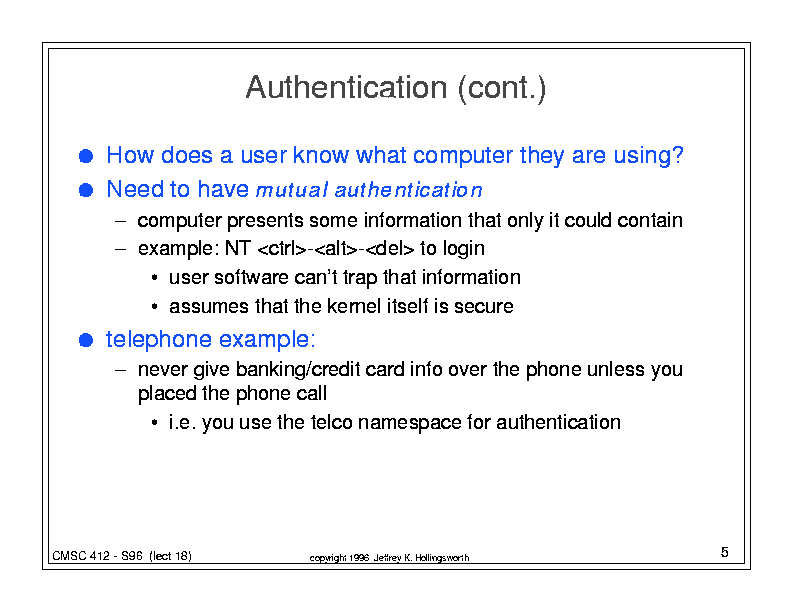 Authentication (cont.)
● How does a user know what computer they are using?
● Need to have mutual authentication
– computer presents some information that only it could contain
– example: NT <ctrl>-<alt>-<del> to login
• user software can't trap that information
• assumes that the kernel itself is secure
● telephone example:
– never give banking/credit card info over the phone unless you
placed the phone call
• i.e. you use the telco namespace for authentication
CMSC 412 - S96 (lect 18)
copyright 1996 Jeffrey K. Hollingsworth
5